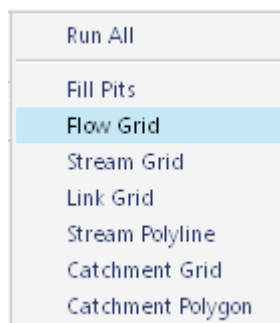 Run All
Fill Pits
Flow Grid
Stream Grid
Link Grid
Stream Polyline
Catchment Grid
Catchment Polygon